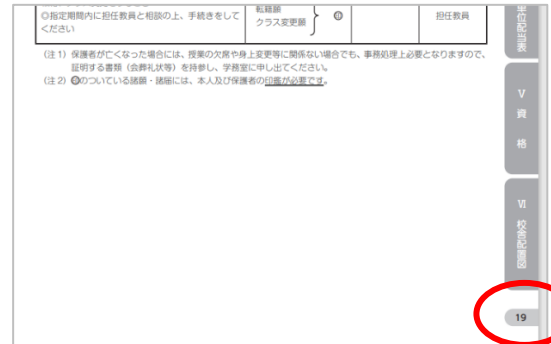 ◎指定期間内に担任教員と相談の上、手続きをして
ください
転籍願
クラス変更願
㊞
担任教員
(注1) 保護者が亡くなった場合には、授業の欠席や身上変更等に関係ない場合でも、事務処理上必要となりますので、
証明する書類（会葬礼状等）を持参し、学務室に申し出てください。
(注2) ㊞のついている諸願・諸届には、本人及び保護者の印鑑が必要です。
単位配当表
Ⅴ 資格
Ⅵ 校舎配置図
19